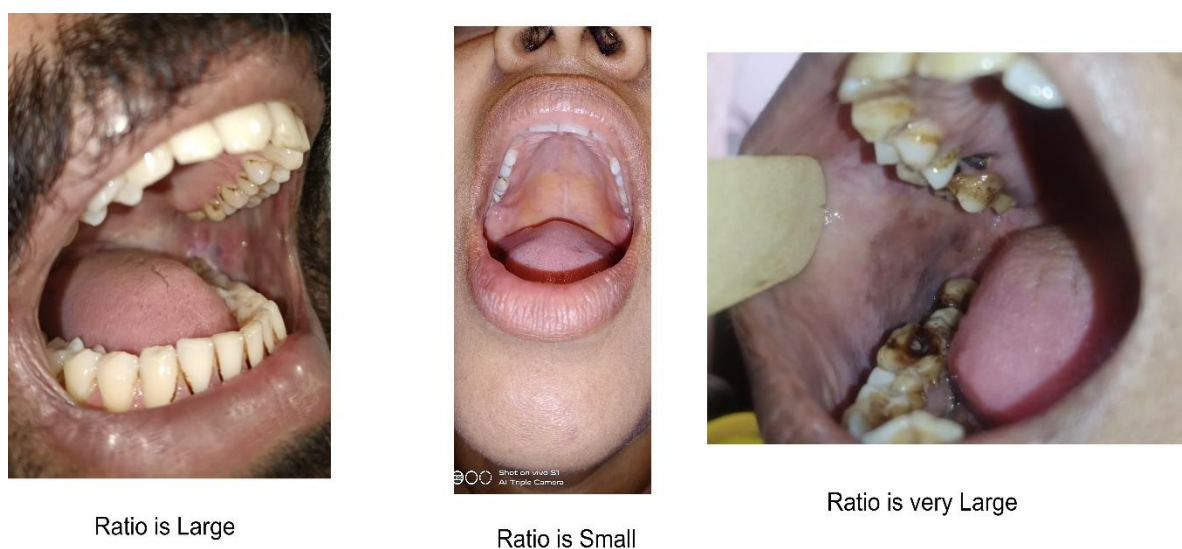 Shot on vivo S1
AI Triple Camera
Ratio is Large
Ratio is Small
Ratio is very Large